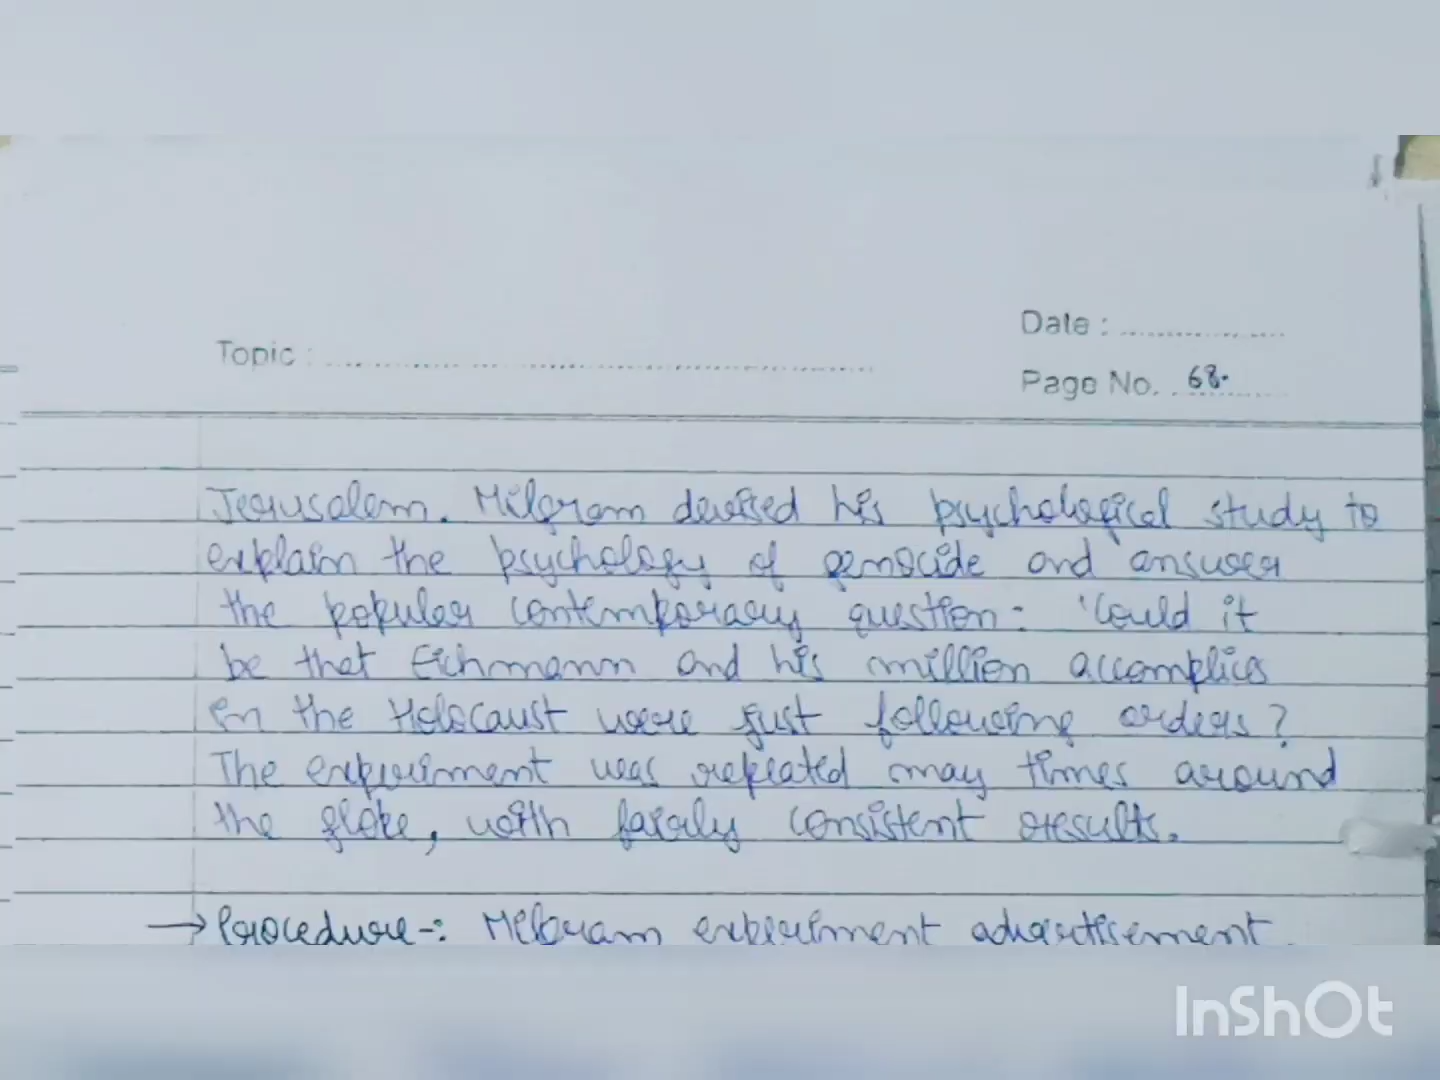 Date : ..................
Topic : ....................................................................
Page No. . 68. .........
Jerusalem. Milgram devised his psychological study to
explain the psychology of genocide and answer
the popular contemporary question: 'Could it
be that Eichmann and his million accomplices
in the Holocaust were just following orders?
The experiment was repeated may times around
the globe, with fairly consistent results.
→ Procedure-: Milgram experiment advertisement.
InShOt